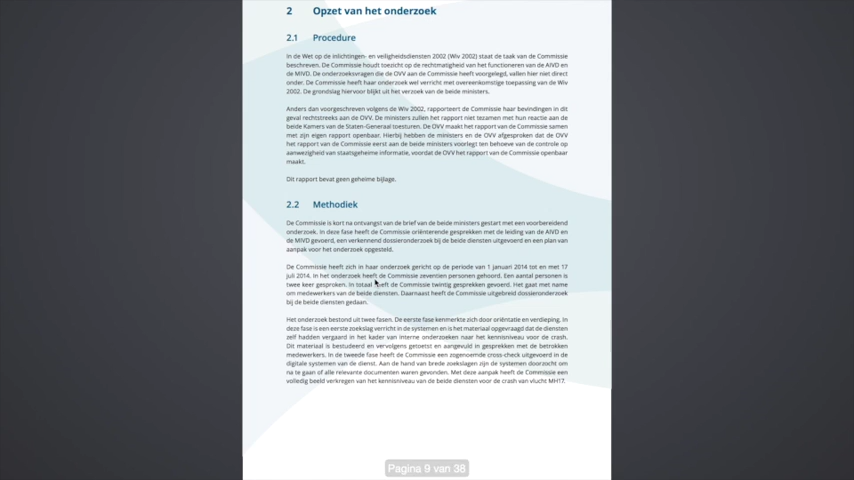 2 Opzet van het onderzoek
2.1 Procedure
In de Wet op de inlichtingen- en veiligheidsdiensten 2002 (Wiv 2002) staat de taak van de Commissie
beschreven. De Commissie houdt toezicht op de rechtmatigheid van het functioneren van de AIVD en
de MIVD. De onderzoeksvragen die de OVV aan de Commissie heeft voorgelegd, vallen hier niet direct
onder. De Commissie heeft haar onderzoek wel verricht met overeenkomstige toepassing van de Wiv
2002. De grondslag hiervoor blijkt uit het verzoek van de beide ministers.
Anders dan voorgeschreven volgens de Wiv 2002, rapporteert de Commissie haar bevindingen in dit
geval rechtstreeks aan de OVV. De ministers zullen het rapport niet tezamen met hun reactie aan de
beide Kamers van de Staten-Generaal toesturen. De OVV maakt het rapport van de Commissie samen
met zijn eigen rapport openbaar. Hierbij hebben de ministers en de OVV afgesproken dat de OVV
het rapport van de Commissie eerst aan de beide ministers voorlegt ten behoeve van de controle op
aanwezigheid van staatsgeheime informatie, voordat de OVV het rapport van de Commissie openbaar
maakt.
Dit rapport bevat geen geheime bijlage.
2.2 Methodiek
De Commissie is kort na ontvangst van de brief van de beide ministers gestart met een voorbereidend
onderzoek. In deze fase heeft de Commissie oriënterende gesprekken met de leiding van de AIVD en
de MIVD gevoerd, een verkennend dossieronderzoek bij de beide diensten uitgevoerd en een plan van
aanpak voor het onderzoek opgesteld.
De Commissie heeft zich in haar onderzoek gericht op de periode van 1 januari 2014 tot en met 17
juli 2014. In het onderzoek heeft de Commissie zeventien personen gehoord. Een aantal personen is
twee keer gesproken. In totaal heeft de Commissie twintig gesprekken gevoerd. Het gaat met name
om medewerkers van de beide diensten. Daarnaast heeft de Commissie uitgebreid dossieronderzoek
bij de beide diensten gedaan.
Het onderzoek bestond uit twee fasen. De eerste fase kenmerkte zich door oriëntatie en verdieping. In
deze fase is een eerste zoekslag verricht in de systemen en is het materiaal opgevraagd dat de diensten
zelf hadden vergaard in het kader van interne onderzoeken naar het kennisniveau voor de crash.
Dit materiaal is bestudeerd en vervolgens getoetst en aangevuld in gesprekken met de betrokken
medewerkers. In de tweede fase heeft de Commissie een zogenoemde cross-check uitgevoerd in de
digitale systemen van de dienst. Aan de hand van brede zoekslagen zijn de systemen doorzocht om
na te gaan of alle relevante documenten waren gevonden. Met deze aanpak heeft de Commissie een
volledig beeld verkregen van het kennisniveau van de beide diensten voor de crash van vlucht MH17.
Pagina 9 van 38